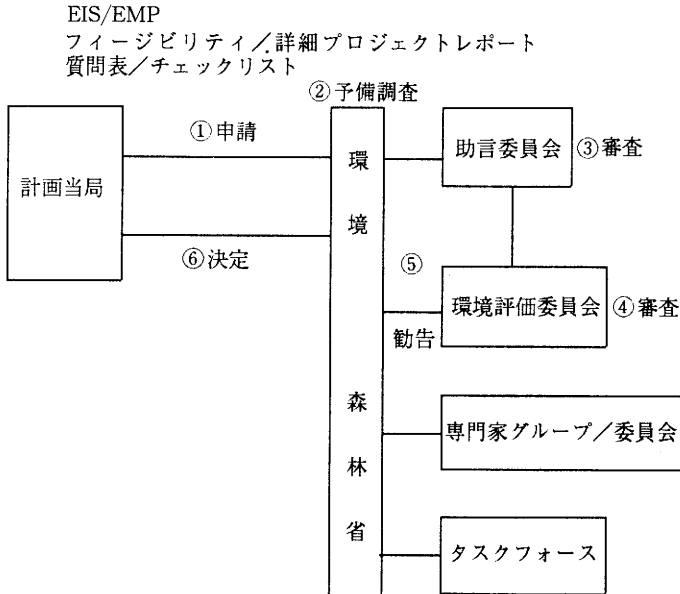 EIS/EMP
フィージビリティ／詳細プロジェクトレポート
質問表／チェックリスト
②予備調査
①申請
計画当局
⑥決定
環境森林省
助言委員会
③審査
⑤
勧告
環境評価委員会
④審査
専門家グループ／委員会
タスクフォース